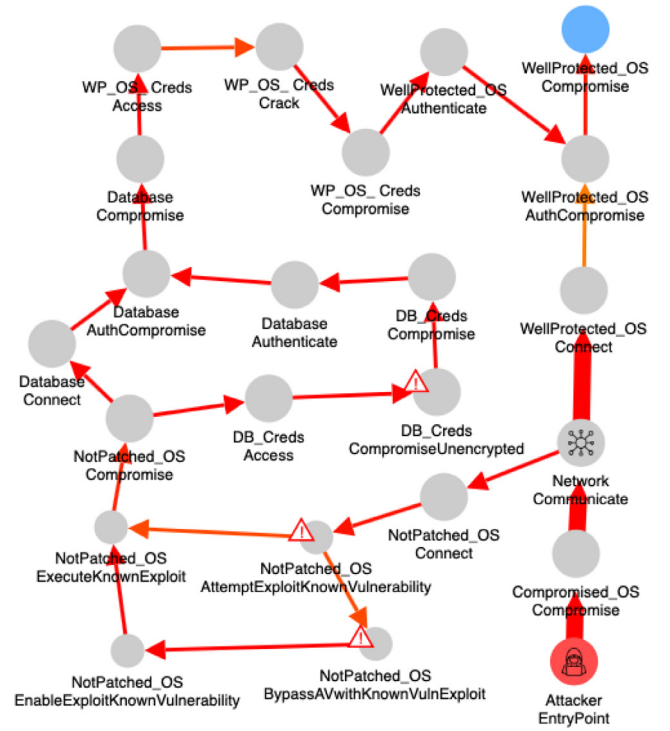 WP_OS_ Creds
Access
WP_OS_ Creds
Crack
WellProtected_OS
Authenticate
WellProtected_OS
Compromise
Database
Compromise
WP_OS_ Creds
Compromise
WellProtected_OS
AuthCompromise
Database
AuthCompromise
Database
Authenticate
DB_Creds
Compromise
WellProtected_OS
Connect
Database
Connect
NotPatched_OS
Compromise
DB_Creds
Access
DB_Creds
CompromiseUnencrypted
Network
Communicate
NotPatched_OS
Connect
NotPatched_OS
ExecuteKnownExploit
NotPatched_OS
AttemptExploitKnownVulnerability
Compromised_OS
Compromise
NotPatched_OS
EnableExploitKnownVulnerability
NotPatched_OS
BypassAVwithKnownVulnExploit
Attacker
EntryPoint